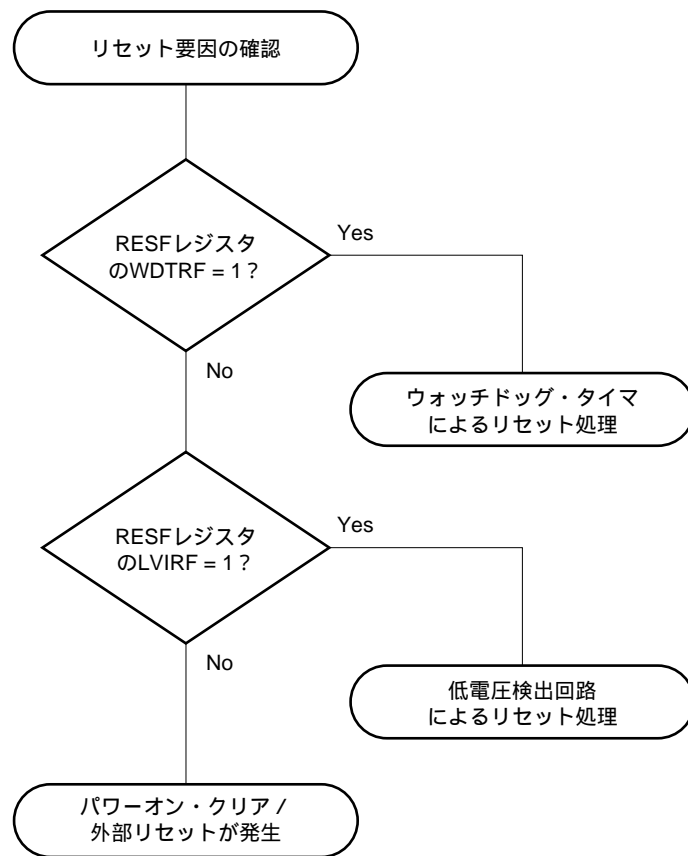 リセット要因の確認
RESFレジスタ
のWDTRF = 1？
Yes
No
ウォッチドッグ・タイマ
によるリセット処理
RESFレジスタ
のLVIRF = 1？
Yes
No
低電圧検出回路
によるリセット処理
パワーオン・クリア /
外部リセットが発生